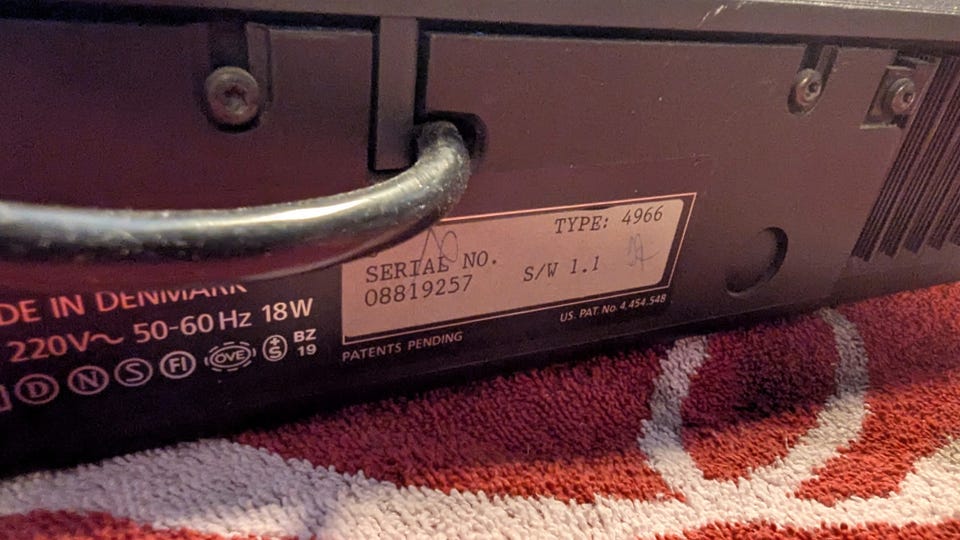 DE IN DENMARK
220V~ 50-60 Hz 18W
D N S FI ÖVE S BZ 19
TYPE: 4966
SERIAL NO.
08819257
S/W 1.1
PATENTS PENDING
US. PAT. No. 4,454.548